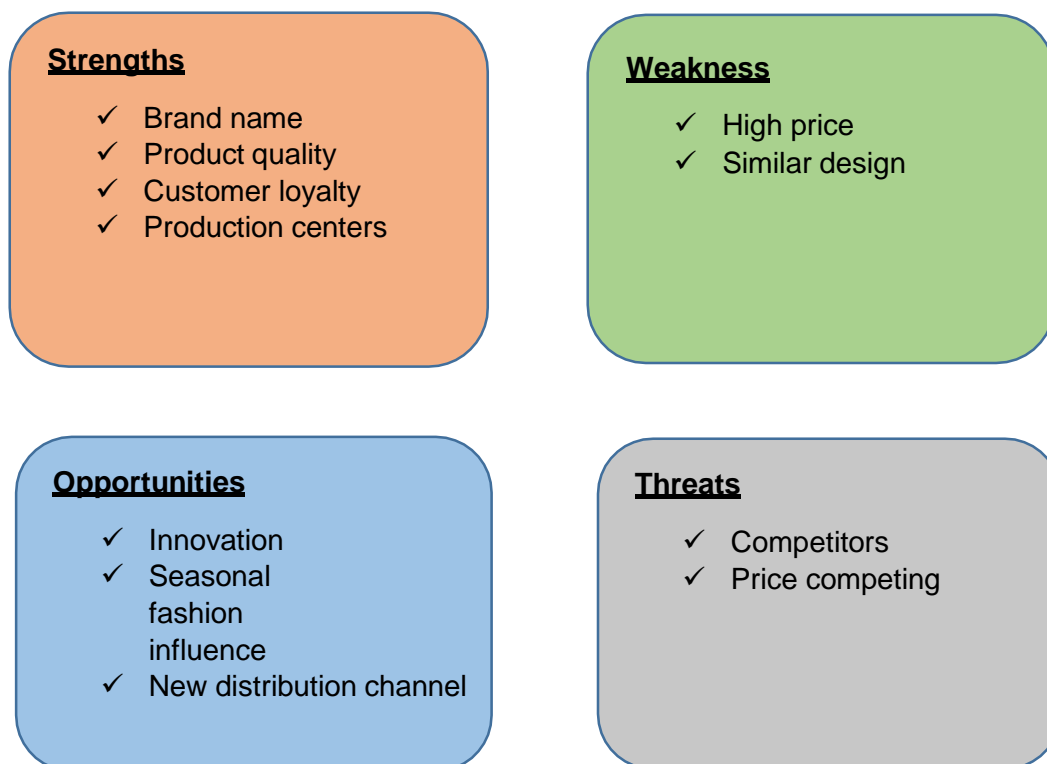 Strengths
✓ Brand name
✓ Product quality
✓ Customer loyalty
✓ Production centers
Weakness
✓ High price
✓ Similar design
Opportunities
✓ Innovation
✓ Seasonal
fashion
influence
✓ New distribution channel
Threats
✓ Competitors
✓ Price competing